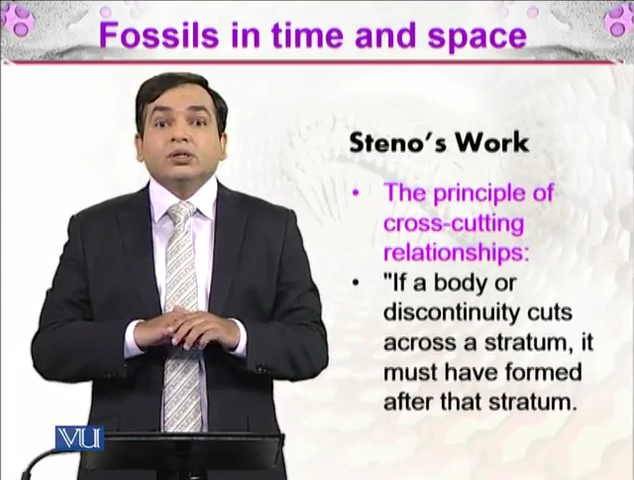 Fossils in time and space
Steno's Work
• The principle of
cross-cutting
relationships:
• "If a body or
discontinuity cuts
across a stratum, it
must have formed
after that stratum.
VU